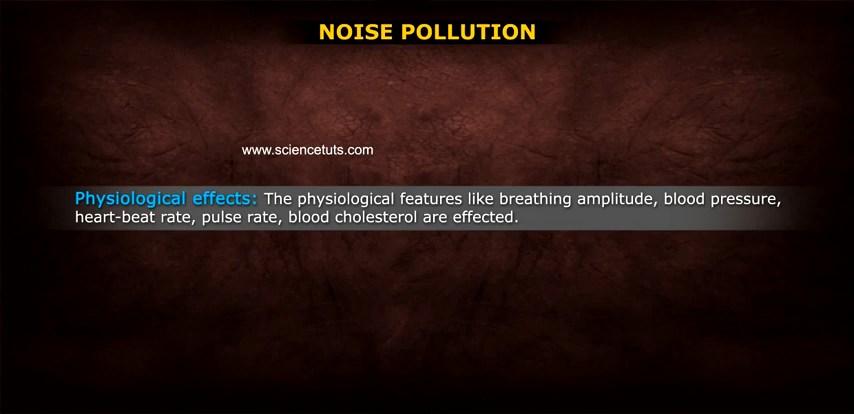 NOISE POLLUTION
www.sciencetuts.com
Physiological effects: The physiological features like breathing amplitude, blood pressure,
heart-beat rate, pulse rate, blood cholesterol are effected.